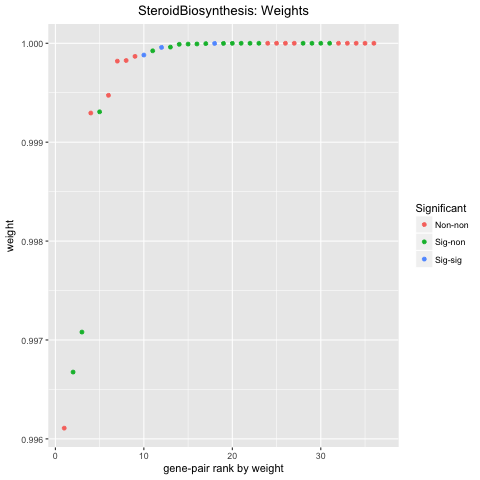 SteroidBiosynthesis: Weights
1.000
0.999
0.998
0.997
0.996
weight
0
10
20
30
gene-pair rank by weight
Significant
Non-non
Sig-non
Sig-sig